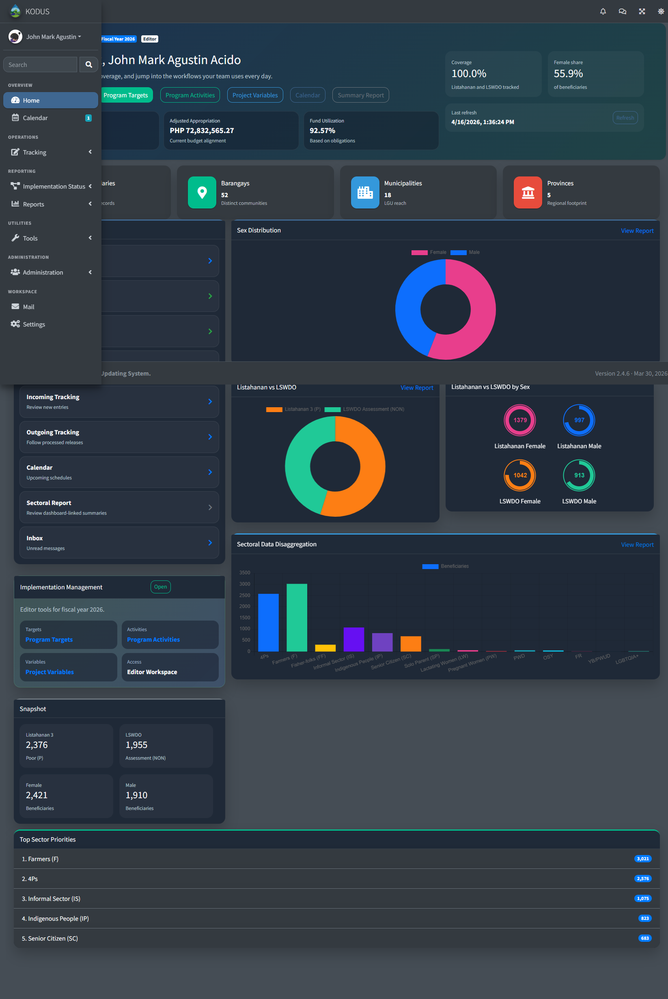 KODUS
John Mark Agustin
Search
OVERVIEW
Home
Calendar 1
OPERATIONS
Tracking
REPORTING
Implementation Status
Reports
UTILITIES
Tools
ADMINISTRATION
Administration
WORKSPACE
Mail
Settings
Fiscal Year 2026 Editor
, John Mark Agustin Acido
overage, and jump into the workflows your team uses every day.
Program Targets Program Activities Project Variables Calendar Summary Report
Adjusted Appropriation
PHP 72,832,565.27
Current budget alignment
Fund Utilization
92.57%
Based on obligations
Coverage
100.0%
Listahanan and LSWDO tracked
Female share
55.9%
of beneficiaries
Last refresh
4/16/2026, 1:36:24 PM
Refresh
iaries
ecords
Barangays
52
Distinct communities
Municipalities
18
LGU reach
Provinces
5
Regional footprint
Sex Distribution View Report
Female Male
Updating System. Version 2.4.6 · Mar 30, 2026
Incoming Tracking
Review new entries
Outgoing Tracking
Follow processed releases
Calendar
Upcoming schedules
Sectoral Report
Review dashboard-linked summaries
Inbox
Unread messages
Listahanan vs LSWDO View Report
Listahanan 3 (P) LSWDO Assessment (NON)
Listahanan vs LSWDO by Sex
1379 997
Listahanan Female Listahanan Male
1042 913
LSWDO Female LSWDO Male
Implementation Management Open
Editor tools for fiscal year 2026.
Targets
Program Targets
Activities
Program Activities
Variables
Project Variables
Access
Editor Workspace
Sectoral Data Disaggregation View Report
Beneficiaries
3500
3000
2500
2000
1500
1000
500
0
4Ps
Farmers (F)
Fisher-folks (FF)
Informal Sector (IS)
Indigenous People (IP)
Senior Citizen (SC)
Solo Parent (SP)
Lactating Women (LW)
Pregnant Women (PW)
PWD
OSY
FR
YB/PWUD
LGBTQIA+
Snapshot
Listahanan 3
2,376
Poor (P)
LSWDO
1,955
Assessment (NON)
Female
2,421
Beneficiaries
Male
1,910
Beneficiaries
Top Sector Priorities
1. Farmers (F) 3,021
2. 4Ps 2,576
3. Informal Sector (IS) 1,075
4. Indigenous People (IP) 823
5. Senior Citizen (SC) 683